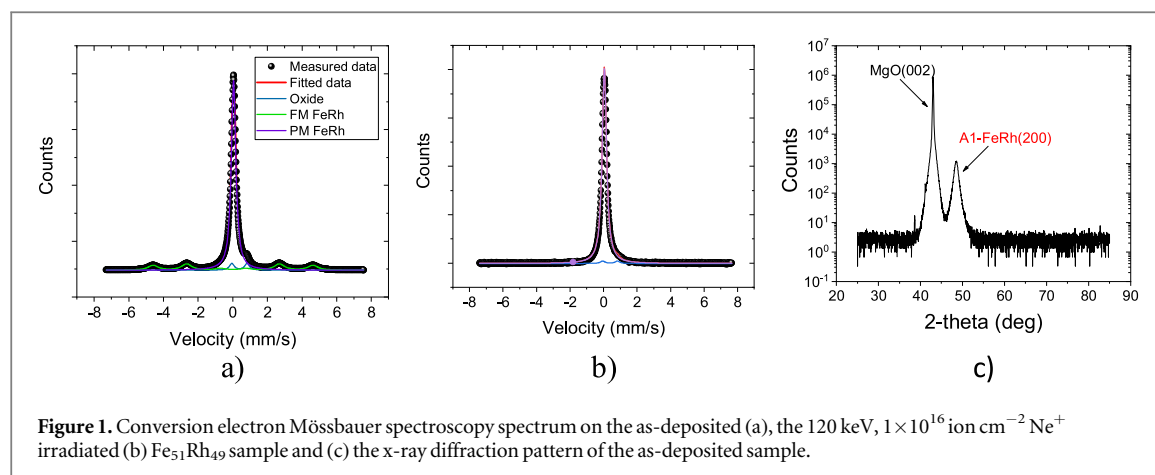 Measured data
Fitted data
Oxide
FM FeRh
PM FeRh
Counts
-8 -6 -4 -2 0 2 4 6 8
Velocity (mm/s)
a)
Counts
-8 -6 -4 -2 0 2 4 6 8
Velocity (mm/s)
b)
10⁷
10⁶
10⁵
10⁴
10³
10²
10¹
10⁰
10⁻¹
Counts
MgO(002)
A1-FeRh(200)
20 30 40 50 60 70 80 90
2-theta (deg)
c)
Figure 1. Conversion electron Mössbauer spectroscopy spectrum on the as-deposited (a), the 120 keV, 1×10¹⁶ ion cm⁻² Ne⁺
irradiated (b) Fe₅₁Rh₄₉ sample and (c) the x-ray diffraction pattern of the as-deposited sample.